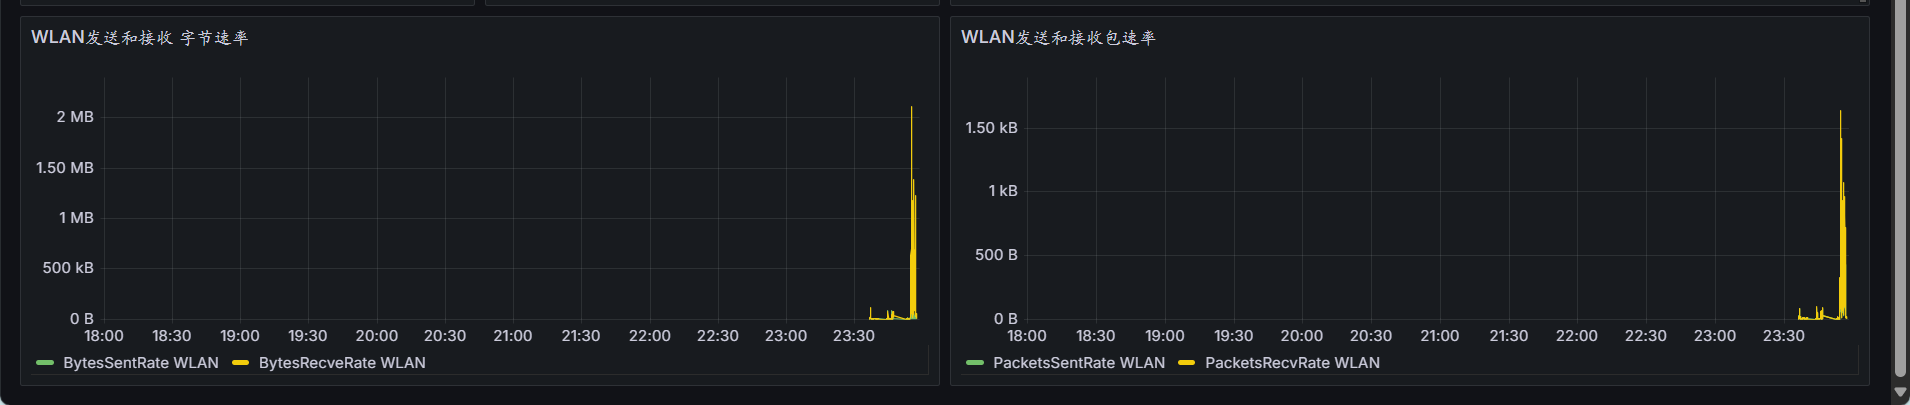 WLAN发送和接收 字节速率
2 MB
1.50 MB
1 MB
500 kB
0 B
18:00 18:30 19:00 19:30 20:00 20:30 21:00 21:30 22:00 22:30 23:00 23:30
BytesSentRate WLAN BytesRecveRate WLAN
WLAN发送和接收包速率
1.50 kB
1 kB
500 B
0 B
18:00 18:30 19:00 19:30 20:00 20:30 21:00 21:30 22:00 22:30 23:00 23:30
PacketsSentRate WLAN PacketsRecvRate WLAN